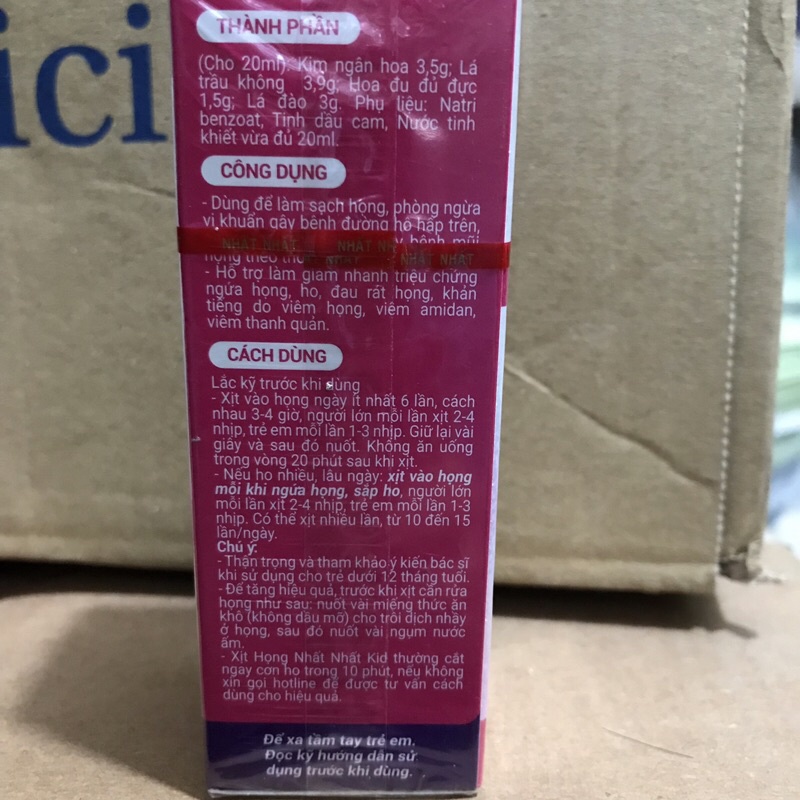 ici
THÀNH PHẦN
(Cho 20ml): Kim ngân hoa 3,5g; Lá
trầu không 3,9g; Hoa đu đủ đực
1,5g; Lá đào 3g. Phụ liệu: Natri
benzoat, Tinh dầu cam, Nước tinh
khiết vừa đủ 20ml.
CÔNG DỤNG
- Dùng để làm sạch họng, phòng ngừa
vi khuẩn gây bệnh đường hô hấp trên,
bệnh mũi
NHẤT NHẤT NHẤT NH
NHẤT NHẤT NHẤT
họng theo
- Hỗ trợ làm giảm nhanh triệu chứng
ngứa họng, ho, đau rát họng, khản
tiếng do viêm họng, viêm amidan,
viêm thanh quản.
CÁCH DÙNG
Lắc kỹ trước khi dùng
- Xịt vào họng ngày ít nhất 6 lần, cách
nhau 3-4 giờ, người lớn mỗi lần xịt 2-4
nhịp, trẻ em mỗi lần 1-3 nhịp. Giữ lại vài
giây và sau đó nuốt. Không ăn uống
trong vòng 20 phút sau khi xịt.
- Nếu ho nhiều, lâu ngày: xịt vào họng
mỗi khi ngứa họng, sắp ho, người lớn
mỗi lần xịt 2-4 nhịp, trẻ em mỗi lần 1-3
nhịp. Có thể xịt nhiều lần, từ 10 đến 15
lần/ngày.
Chú ý:
- Thận trọng và tham khảo ý kiến bác sĩ
khi sử dụng cho trẻ dưới 12 tháng tuổi.
- Để tăng hiệu quả, trước khi xịt cần rửa
họng như sau: nuốt vài miếng thức ăn
khô (không dầu mỡ) cho trôi dịch nhầy
ở họng, sau đó nuốt vài ngụm nước
ấm.
- Xịt Họng Nhất Nhất Kid thường cắt
ngay cơn ho trong 10 phút, nếu không
xin gọi hotline để được tư vấn cách
dùng cho hiệu quả.
Để xa tầm tay trẻ em.
Đọc kỹ hướng dẫn sử
dụng trước khi dùng.